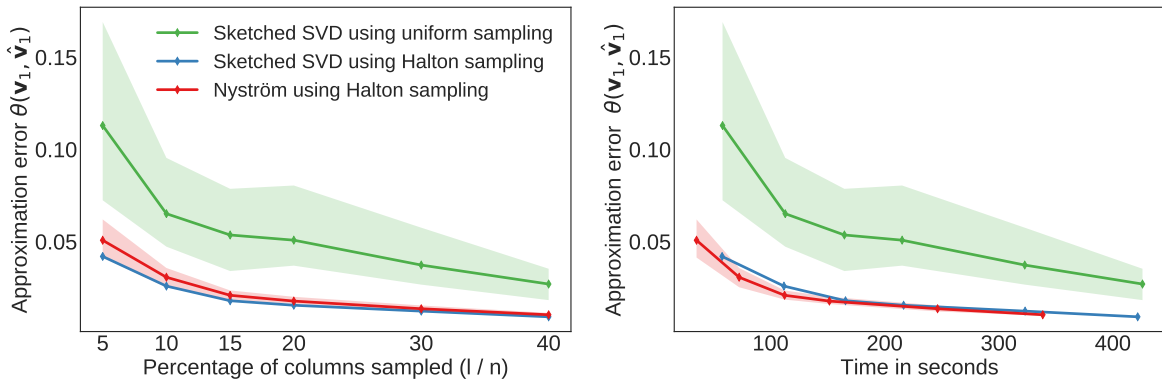 Approximation error θ(v₁, v̂₁)
0.15
0.10
0.05
Sketched SVD using uniform sampling
Sketched SVD using Halton sampling
Nyström using Halton sampling
5 10 15 20 30 40
Percentage of columns sampled (l / n)
Approximation error θ(v₁, v̂₁)
0.15
0.10
0.05
100 200 300 400
Time in seconds